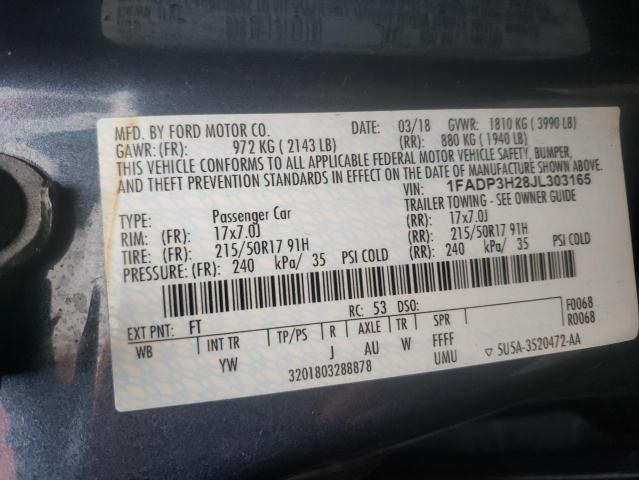 MFD. BY FORD MOTOR CO.
DATE: 03/18 GVWR: 1810 KG ( 3990 LB)
GAWR: (FR): 972 KG ( 2143 LB) (RR): 880 KG ( 1940 LB)
THIS VEHICLE CONFORMS TO ALL APPLICABLE FEDERAL MOTOR VEHICLE SAFETY, BUMPER,
AND THEFT PREVENTION STANDARDS IN EFFECT ON THE DATE OF MANUFACTURE SHOWN ABOVE.
VIN: 1FADP3H28JL303165
TYPE: Passenger Car TRAILER TOWING - SEE OWNER GUIDE
RIM: (FR): 17x7.0J (RR): 17x7.0J
TIRE: (FR): 215/50R17 91H (RR): 215/50R17 91H
PRESSURE: (FR): 240 kPa/ 35 PSI COLD (RR): 240 kPa/ 35 PSI COLD
EXT PNT: FT RC: 53 DSO: F0068
R0068
WB INT TR TP/PS R AXLE TR SPR
YW J AU W FFFF
UMU
3201803288878
5U5A-3520472-AA